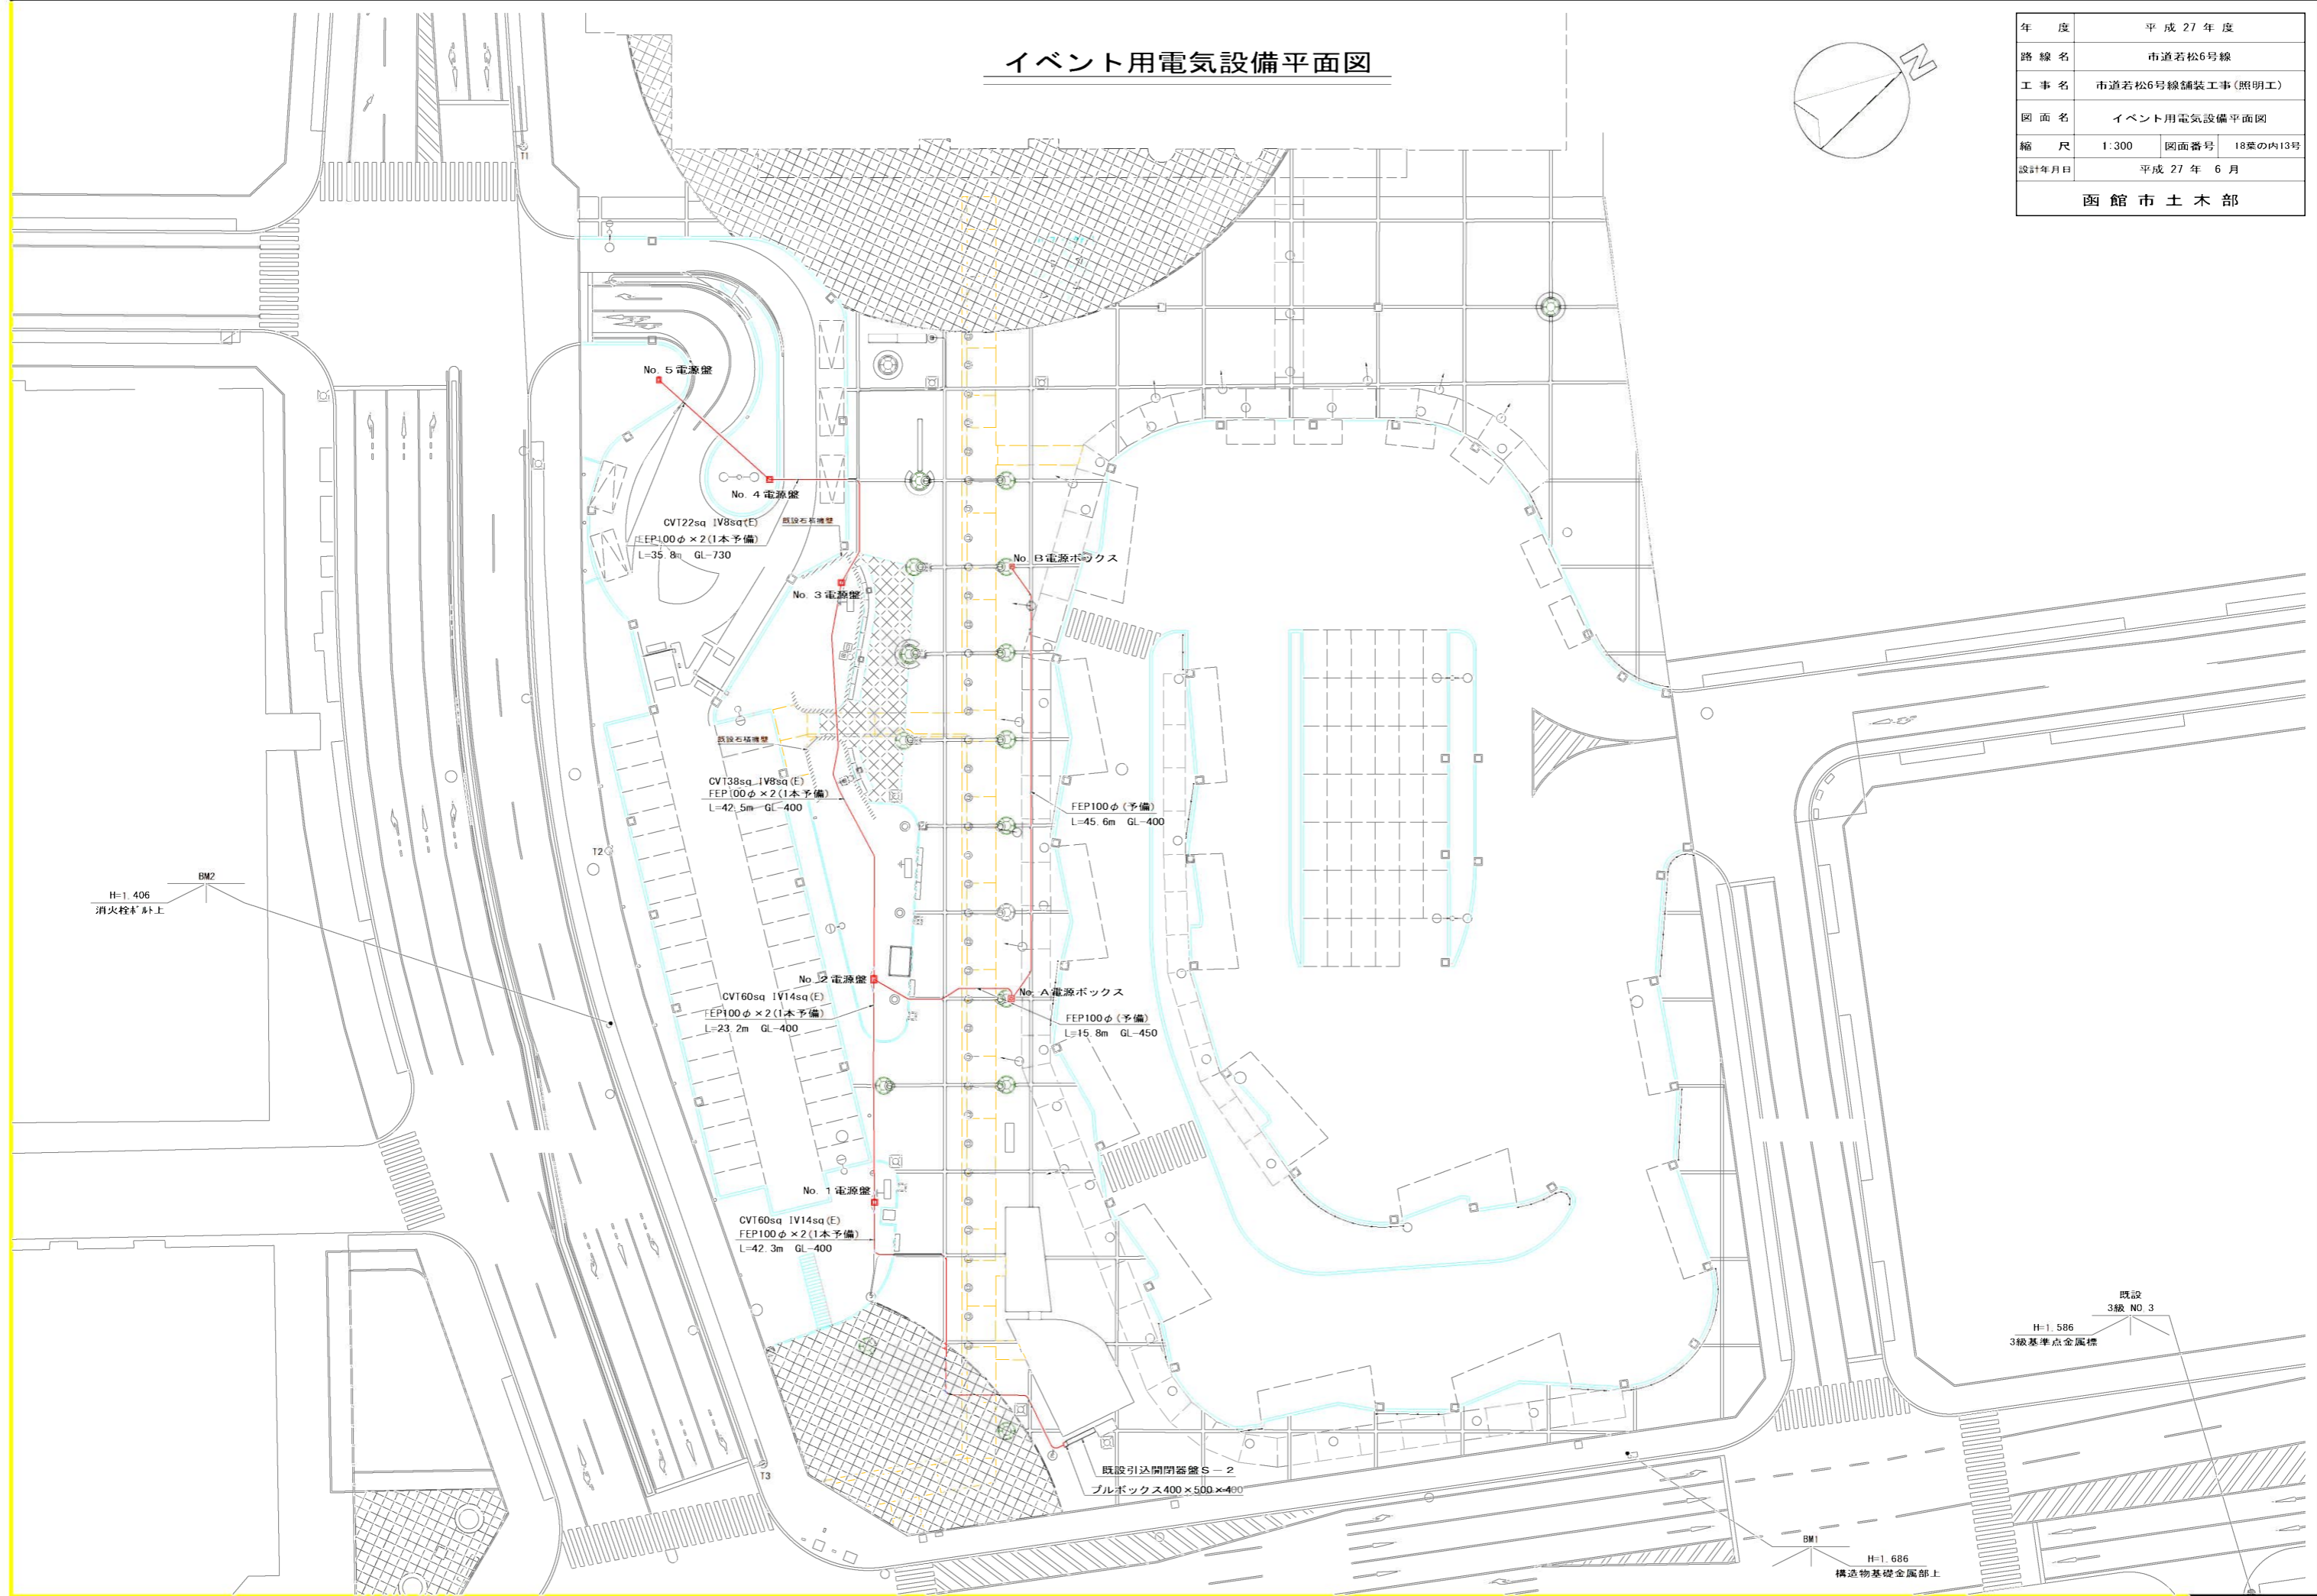 イベント用電気設備平面図
N
年 度 平成 27 年 度
路線名 市道若松6号線
工事名 市道若松6号線舗装工事(照明工)
図面名 イベント用電気設備平面図
縮 尺 1:300 図面番号 18葉の内13号
設計年月日 平成 27 年 6 月
函館市土木部
T1
No. 5 電源盤
No. 4 電源盤
CVT22sq IV8sq(E)
FEP100φ×2(1本予備)
L=35.8m GL-730
既設石積擁壁
No. 3 電源盤
No. B電源ボックス
既設石積擁壁
CVT38sq IV8sq(E)
FEP100φ×2(1本予備)
L=42.5m GL-400
FEP100φ(予備)
L=45.6m GL-400
T2
BM2
H=1.406
消火栓ボルト上
No. 2 電源盤
CVT60sq IV14sq(E)
FEP100φ×2(1本予備)
L=23.2m GL-400
No. A電源ボックス
FEP100φ(予備)
L=15.8m GL-450
No. 1 電源盤
CVT60sq IV14sq(E)
FEP100φ×2(1本予備)
L=42.3m GL-400
既設
3級 NO.3
H=1.586
3級基準点金属標
T3
既設引込開閉器盤S-2
プルボックス400×500×400
BM1
H=1.686
構造物基礎金属部上